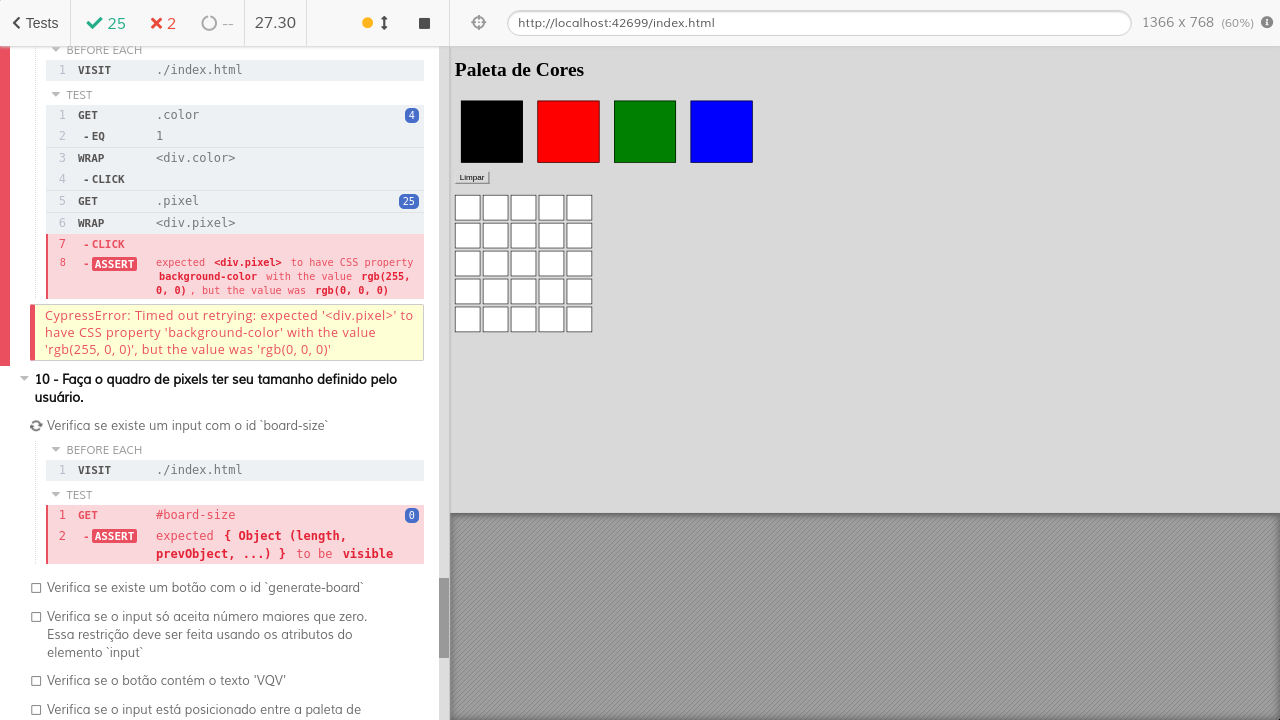 Tests 25 2 -- 27.30
http://localhost:42699/index.html 1366 x 768 (60%)
BEFORE EACH
1 VISIT ./index.html
TEST
1 GET .color 4
2 - EQ 1
3 WRAP <div.color>
4 - CLICK
5 GET .pixel 25
6 WRAP <div.pixel>
7 - CLICK
8 - ASSERT expected <div.pixel> to have CSS property
background-color with the value rgb(255,
0, 0) , but the value was rgb(0, 0, 0)
CypressError: Timed out retrying: expected '<div.pixel>' to
have CSS property 'background-color' with the value
'rgb(255, 0, 0)', but the value was 'rgb(0, 0, 0)'
10 - Faça o quadro de pixels ter seu tamanho definido pelo
usuário.
Verifica se existe um input com o id `board-size`
BEFORE EACH
1 VISIT ./index.html
TEST
1 GET #board-size 0
2 - ASSERT expected { Object (length,
prevObject, ...) } to be visible
Verifica se existe um botão com o id `generate-board`
Verifica se o input só aceita número maiores que zero.
Essa restrição deve ser feita usando os atributos do
elemento `input`
Verifica se o botão contém o texto 'VQV'
Verifica se o input está posicionado entre a paleta de
Paleta de Cores
Limpar